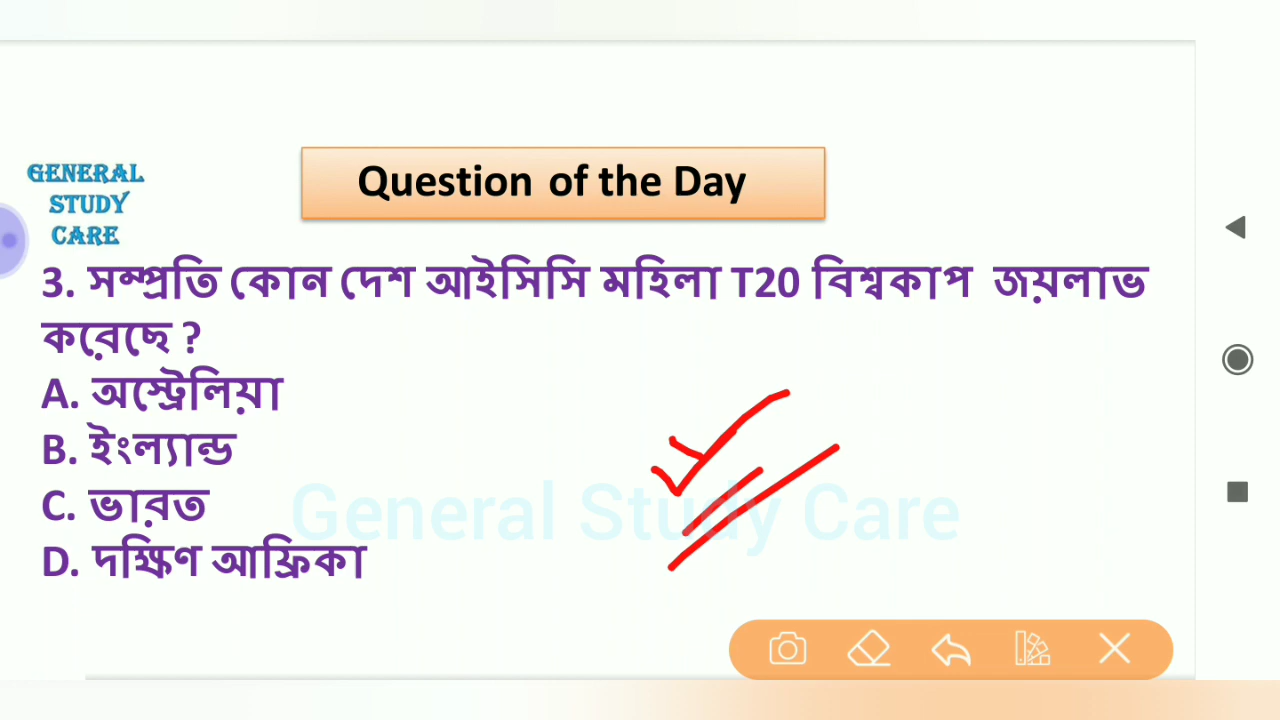 Question of the Day
GENERAL
STUDY
CARE
3. সম্প্রতি কোন দেশ আইসিসি মহিলা T20 বিশ্বকাপ জয়লাভ
করেছে ?
A. অস্ট্রেলিয়া
B. ইংল্যান্ড
C. ভারত
D. দক্ষিণ আফ্রিকা
General Study Care